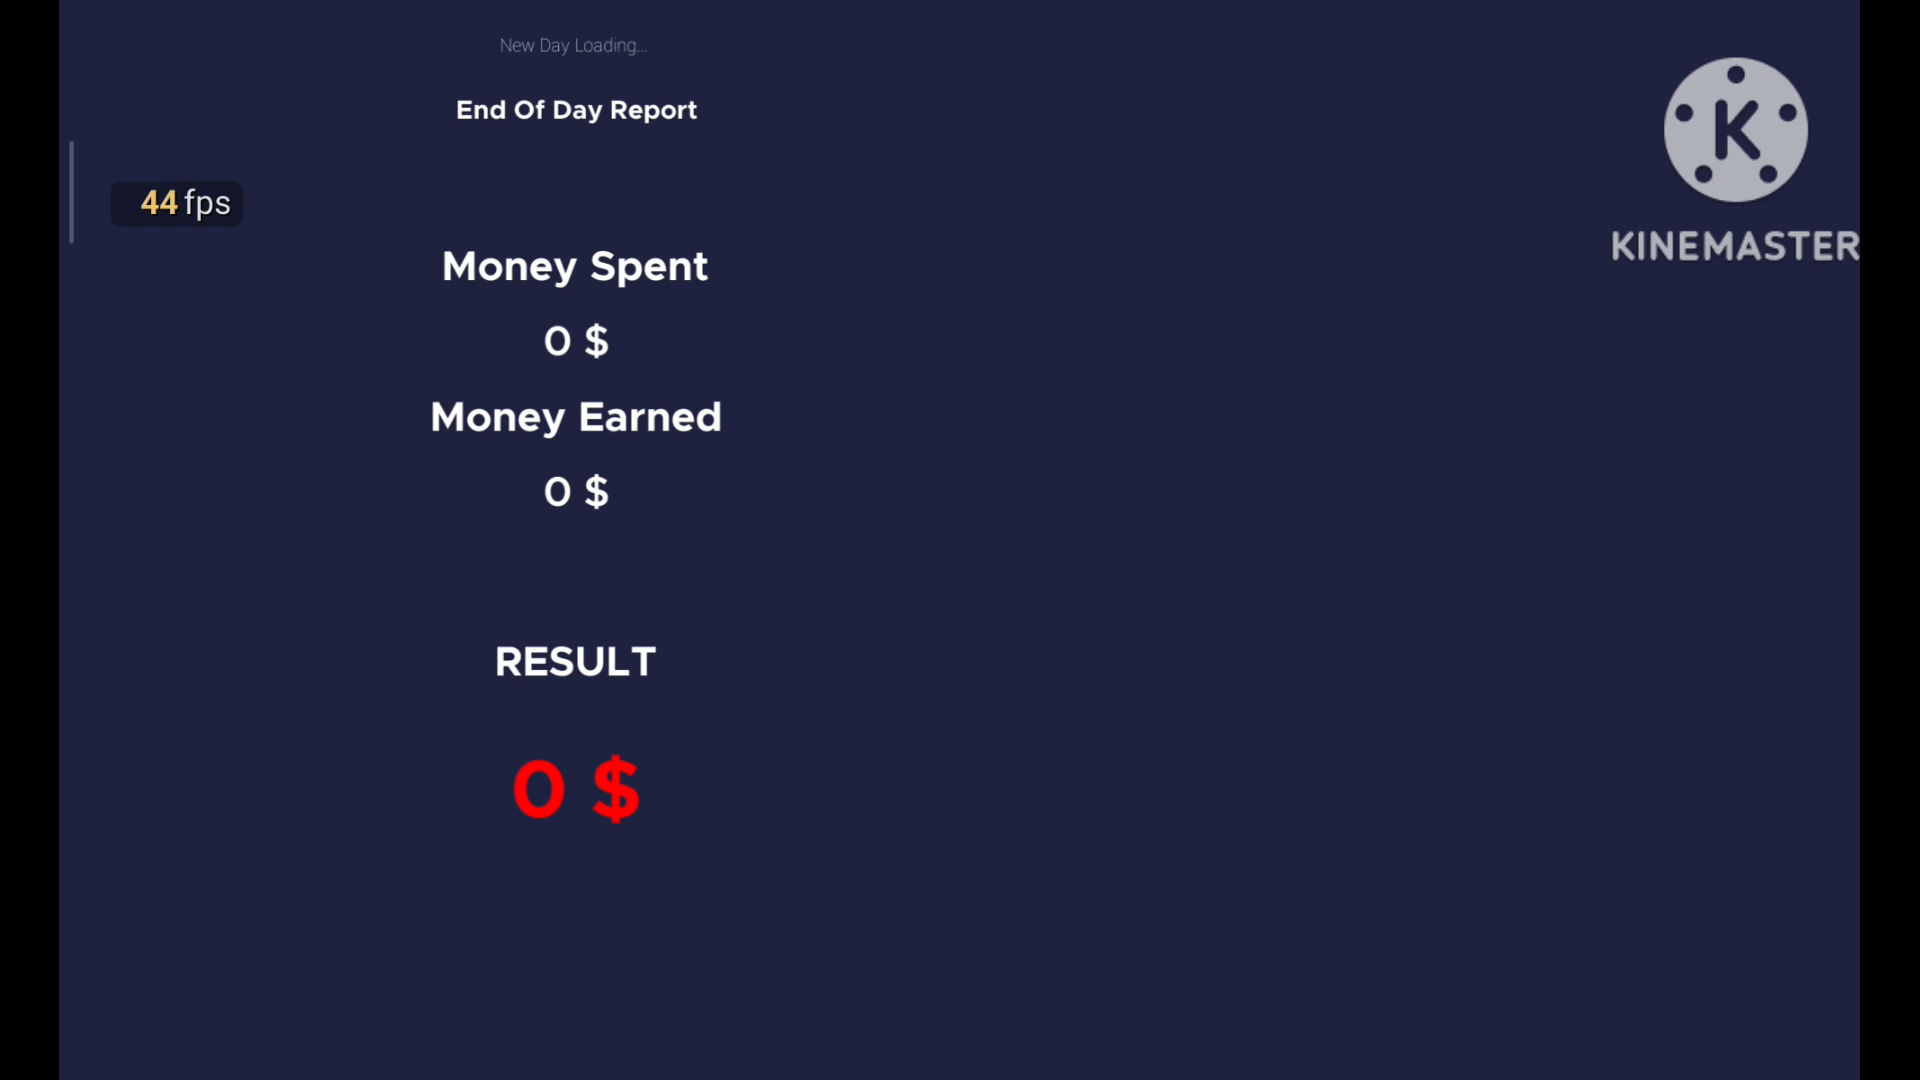 New Day Loading...
End Of Day Report
44 fps
K
KINEMASTER
Money Spent
0 $
Money Earned
0 $
RESULT
0 $